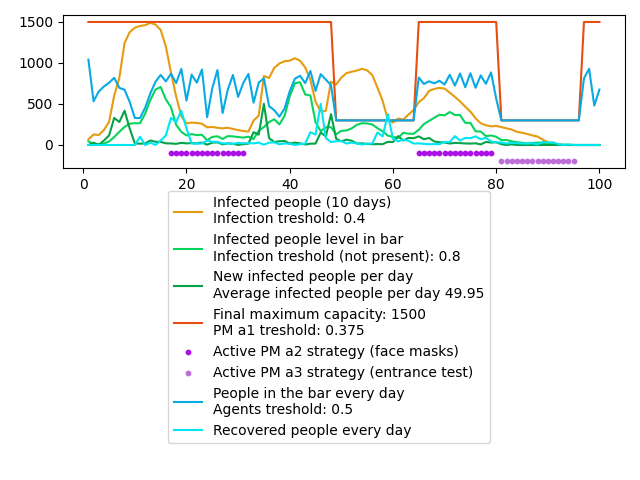 1500
1000
500
0
0 20 40 60 80 100
Infected people (10 days)
Infection treshold: 0.4
Infected people level in bar
Infection treshold (not present): 0.8
New infected people per day
Average infected people per day 49.95
Final maximum capacity: 1500
PM a1 treshold: 0.375
Active PM a2 strategy (face masks)
Active PM a3 strategy (entrance test)
People in the bar every day
Agents treshold: 0.5
Recovered people every day